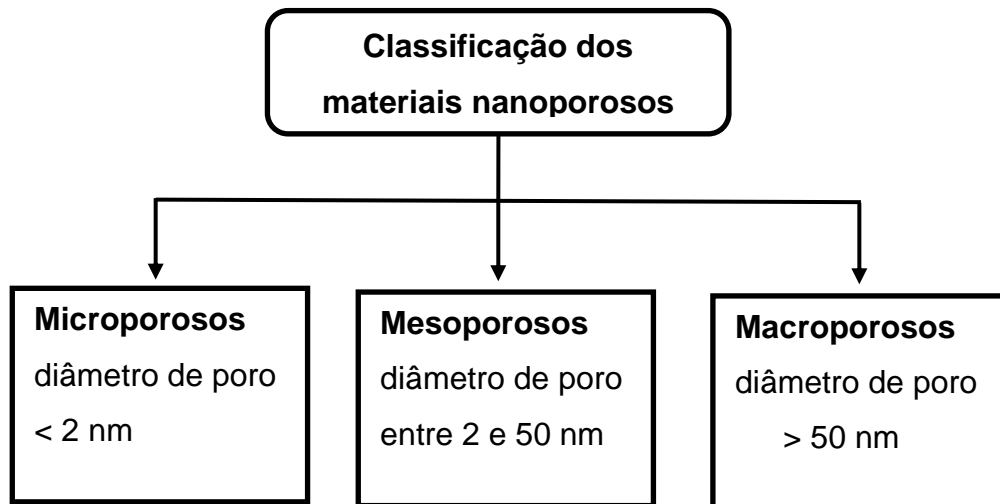 Classificação dos
materiais nanoporosos
Microporosos
diâmetro de poro
< 2 nm
Mesoporosos
diâmetro de poro
entre 2 e 50 nm
Macroporosos
diâmetro de poro
> 50 nm